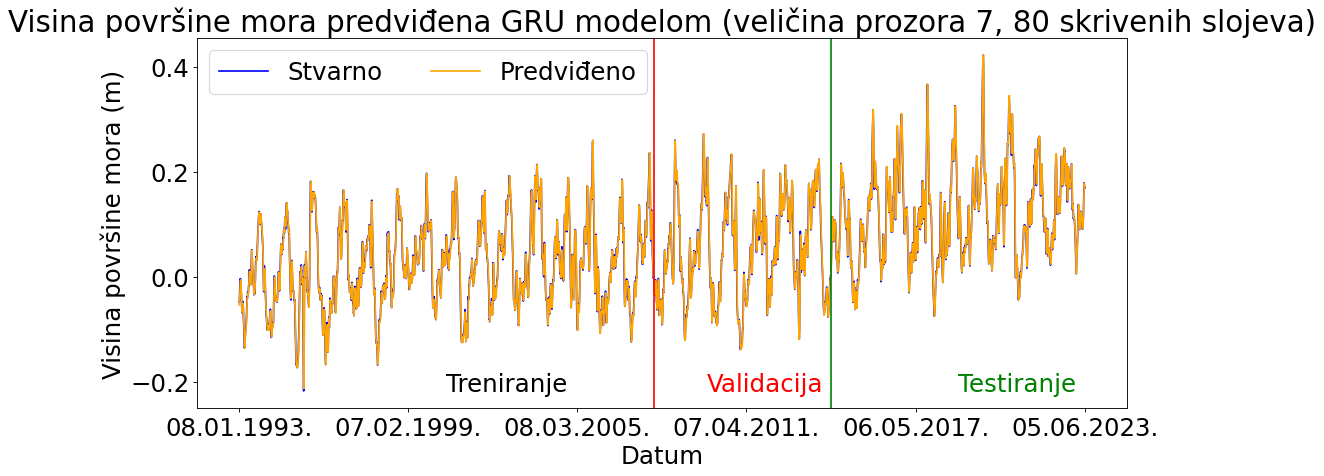 Visina površine mora predviđena GRU modelom (veličina prozora 7, 80 skrivenih slojeva)
Stvarno Predviđeno
Visina površine mora (m)
0.4
0.2
0.0
−0.2
Treniranje Validacija Testiranje
08.01.1993. 07.02.1999. 08.03.2005. 07.04.2011. 06.05.2017. 05.06.2023.
Datum